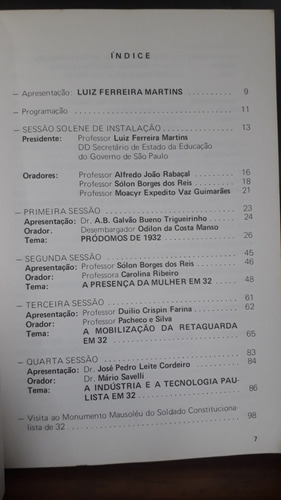 ÍNDICE
— Apresentação: LUIZ FERREIRA MARTINS .......... 9
— Programação .......... 11
— SESSÃO SOLENE DE INSTALAÇÃO .......... 13
Presidente: Professor Luiz Ferreira Martins
DD Secretário de Estado da Educação
do Governo de São Paulo
Oradores: Professor Alfredo João Rabaçal .......... 16
Professor Sólon Borges dos Reis .......... 18
Professor Moacyr Expedito Vaz Guimarães 21
— PRIMEIRA SESSÃO .......... 23
Apresentação: Dr. A.B. Galvão Bueno Trigueirinho .......... 24
Orador. Desembargador Odilon da Costa Manso
Tema: PRÓDOMOS DE 1932 .......... 26
— SEGUNDA SESSÃO .......... 45
Apresentação: Professor Sólon Borges dos Reis .......... 46
Orador: Professora Carolina Ribeiro
Tema: A PRESENÇA DA MULHER EM 32 .......... 48
— TERCEIRA SESSÃO .......... 61
Apresentação: Professor Duilio Crispin Farina .......... 62
Orador: Professor Pacheco e Silva
Tema: A MOBILIZAÇÃO DA RETAGUARDA
EM 32 .......... 65
— QUARTA SESSÃO .......... 83
Apresentação: Dr. José Pedro Leite Cordeiro .......... 84
Orador: Dr. Mário Savelli
Tema: A INDÚSTRIA E A TECNOLOGIA PAU-
LISTA EM 32 .......... 86
— Visita ao Monumento Mausoléu do Soldado Constituciona-
lista de 32 .......... 98
7